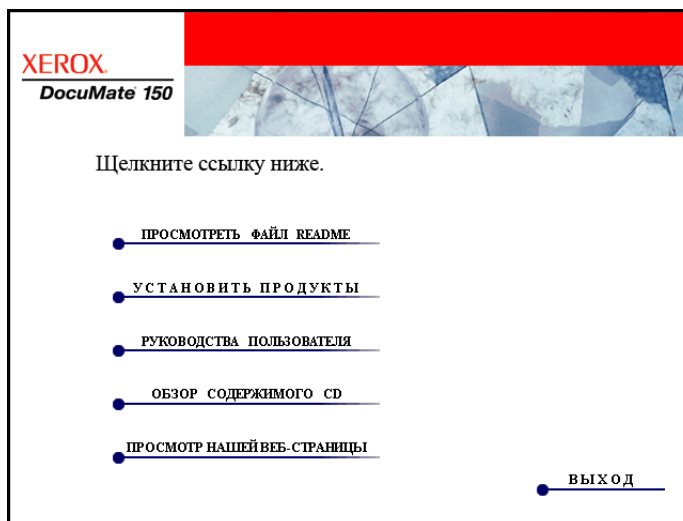 XEROX.
DocuMate 150
Щелкните ссылку ниже.
ПРОСМОТРЕТЬ ФАЙЛ README
УСТАНОВИТЬ ПРОДУКТЫ
РУКОВОДСТВА ПОЛЬЗОВАТЕЛЯ
ОБЗОР СОДЕРЖИМОГО CD
ПРОСМОТР НАШЕЙ ВЕБ-СТРАНИЦЫ
ВЫХОД